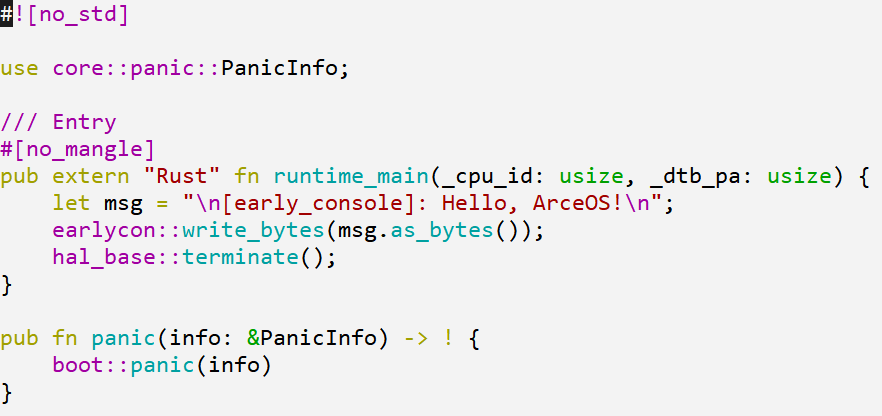 #![no_std]
use core::panic::PanicInfo;
/// Entry
#[no_mangle]
pub extern "Rust" fn runtime_main(_cpu_id: usize, _dtb_pa: usize) {
    let msg = "\n[early_console]: Hello, ArceOS!\n";
    earlycon::write_bytes(msg.as_bytes());
    hal_base::terminate();
}
pub fn panic(info: &PanicInfo) -> ! {
    boot::panic(info)
}